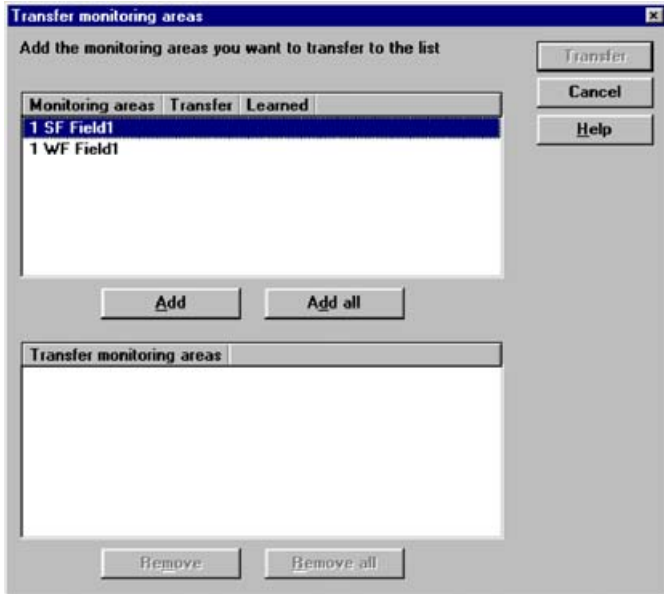 Transfer monitoring areas
Add the monitoring areas you want to transfer to the list
Transfer
Cancel
Help
Monitoring areas Transfer Learned
1 SF Field1
1 WF Field1
Add Add all
Transfer monitoring areas
Remove Remove all